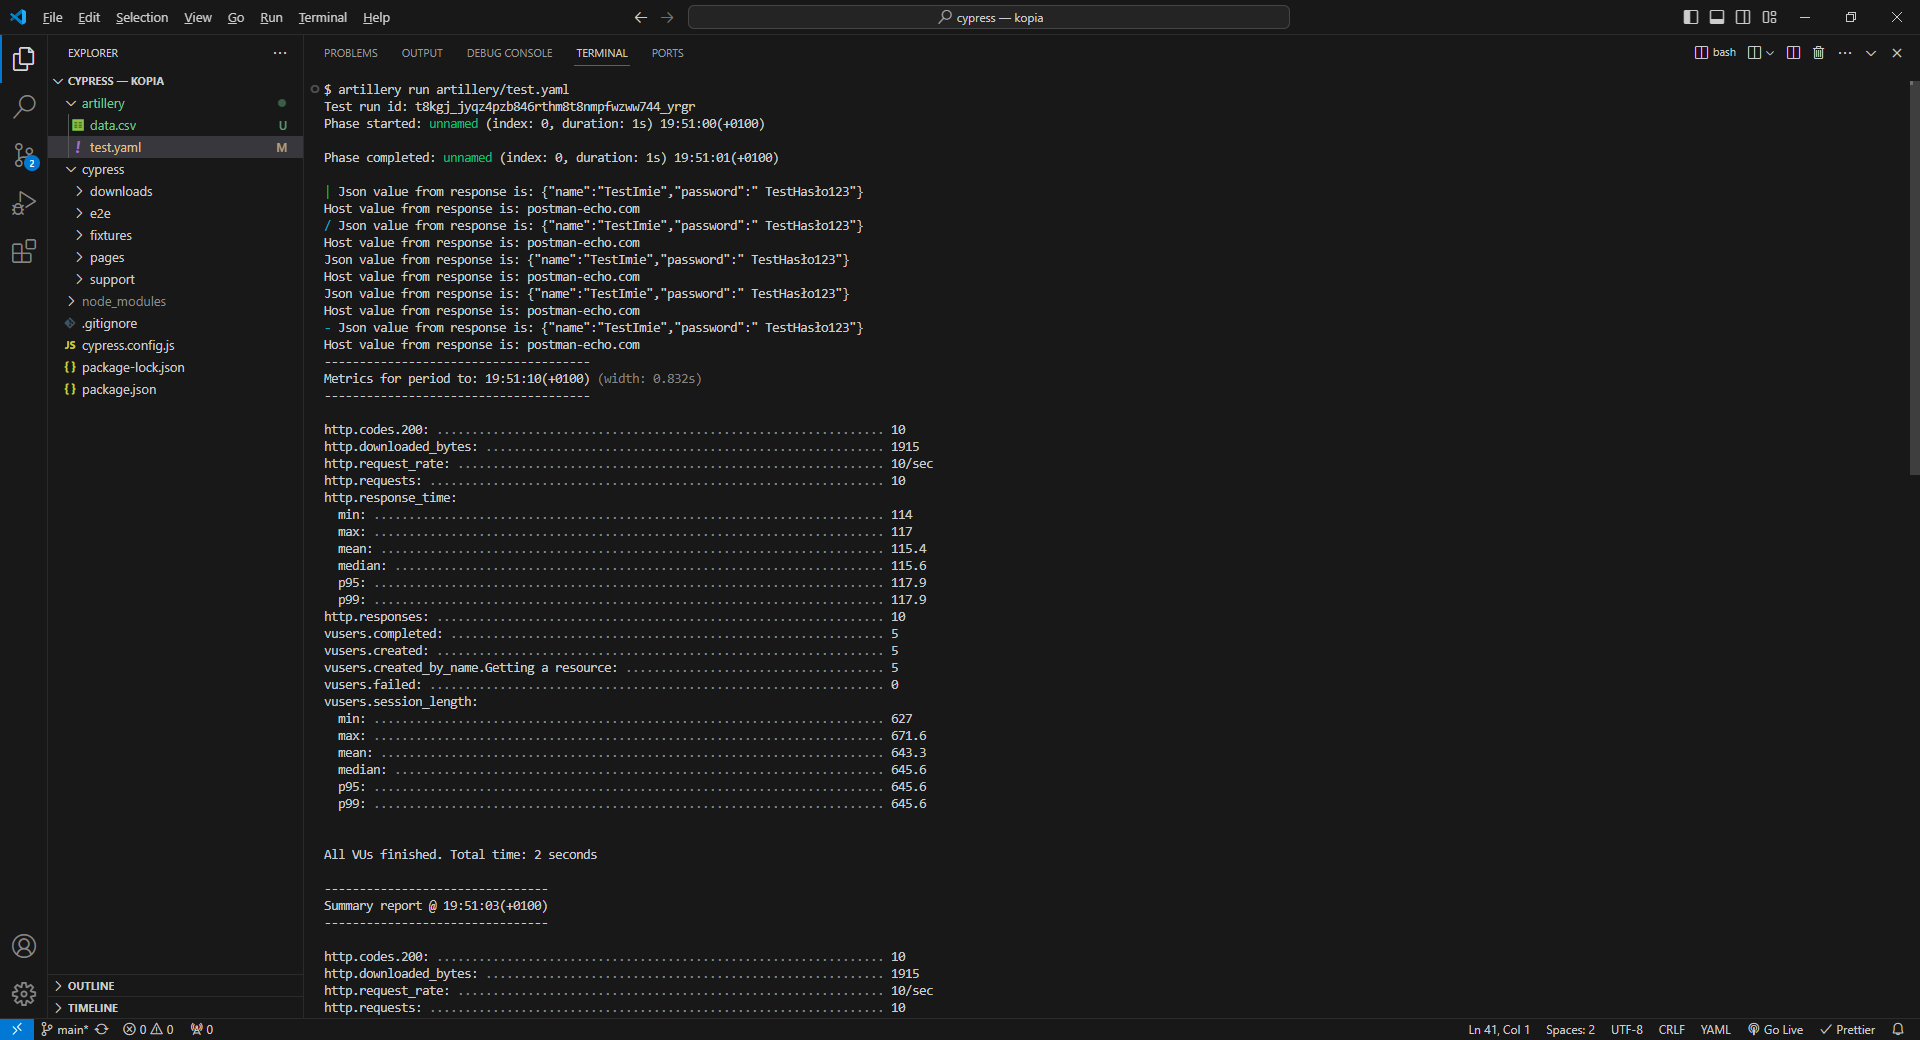 File Edit Selection View Go Run Terminal Help
cypress — kopia
EXPLORER
CYPRESS — KOPIA
artillery
data.csv U
test.yaml M
cypress
downloads
e2e
fixtures
pages
support
node_modules
.gitignore
JS cypress.config.js
{} package-lock.json
{} package.json
OUTLINE
TIMELINE
2
PROBLEMS OUTPUT DEBUG CONSOLE TERMINAL PORTS
bash
$ artillery run artillery/test.yaml
Test run id: t8kgj_jyqz4pzb846rthm8t8nmpfwzww744_yrgr
Phase started: unnamed (index: 0, duration: 1s) 19:51:00(+0100)
Phase completed: unnamed (index: 0, duration: 1s) 19:51:01(+0100)
| Json value from response is: {"name":"TestImie","password":" TestHasło123"}
Host value from response is: postman-echo.com
/ Json value from response is: {"name":"TestImie","password":" TestHasło123"}
Host value from response is: postman-echo.com
Json value from response is: {"name":"TestImie","password":" TestHasło123"}
Host value from response is: postman-echo.com
Json value from response is: {"name":"TestImie","password":" TestHasło123"}
Host value from response is: postman-echo.com
- Json value from response is: {"name":"TestImie","password":" TestHasło123"}
Host value from response is: postman-echo.com
--------------------------------------
Metrics for period to: 19:51:10(+0100) (width: 0.832s)
--------------------------------------
http.codes.200: ................................................................ 10
http.downloaded_bytes: ......................................................... 1915
http.request_rate: ............................................................. 10/sec
http.requests: ................................................................. 10
http.response_time:
min: ......................................................................... 114
max: ......................................................................... 117
mean: ........................................................................ 115.4
median: ...................................................................... 115.6
p95: ......................................................................... 117.9
p99: ......................................................................... 117.9
http.responses: ................................................................ 10
vusers.completed: .............................................................. 5
vusers.created: ................................................................ 5
vusers.created_by_name.Getting a resource: ..................................... 5
vusers.failed: ................................................................. 0
vusers.session_length:
min: ......................................................................... 627
max: ......................................................................... 671.6
mean: ........................................................................ 643.3
median: ...................................................................... 645.6
p95: ......................................................................... 645.6
p99: ......................................................................... 645.6
All VUs finished. Total time: 2 seconds
--------------------------------
Summary report @ 19:51:03(+0100)
--------------------------------
http.codes.200: ................................................................ 10
http.downloaded_bytes: ......................................................... 1915
http.request_rate: ............................................................. 10/sec
http.requests: ................................................................. 10
main* 0 0 0 Ln 41, Col 1 Spaces: 2 UTF-8 CRLF YAML Go Live Prettier